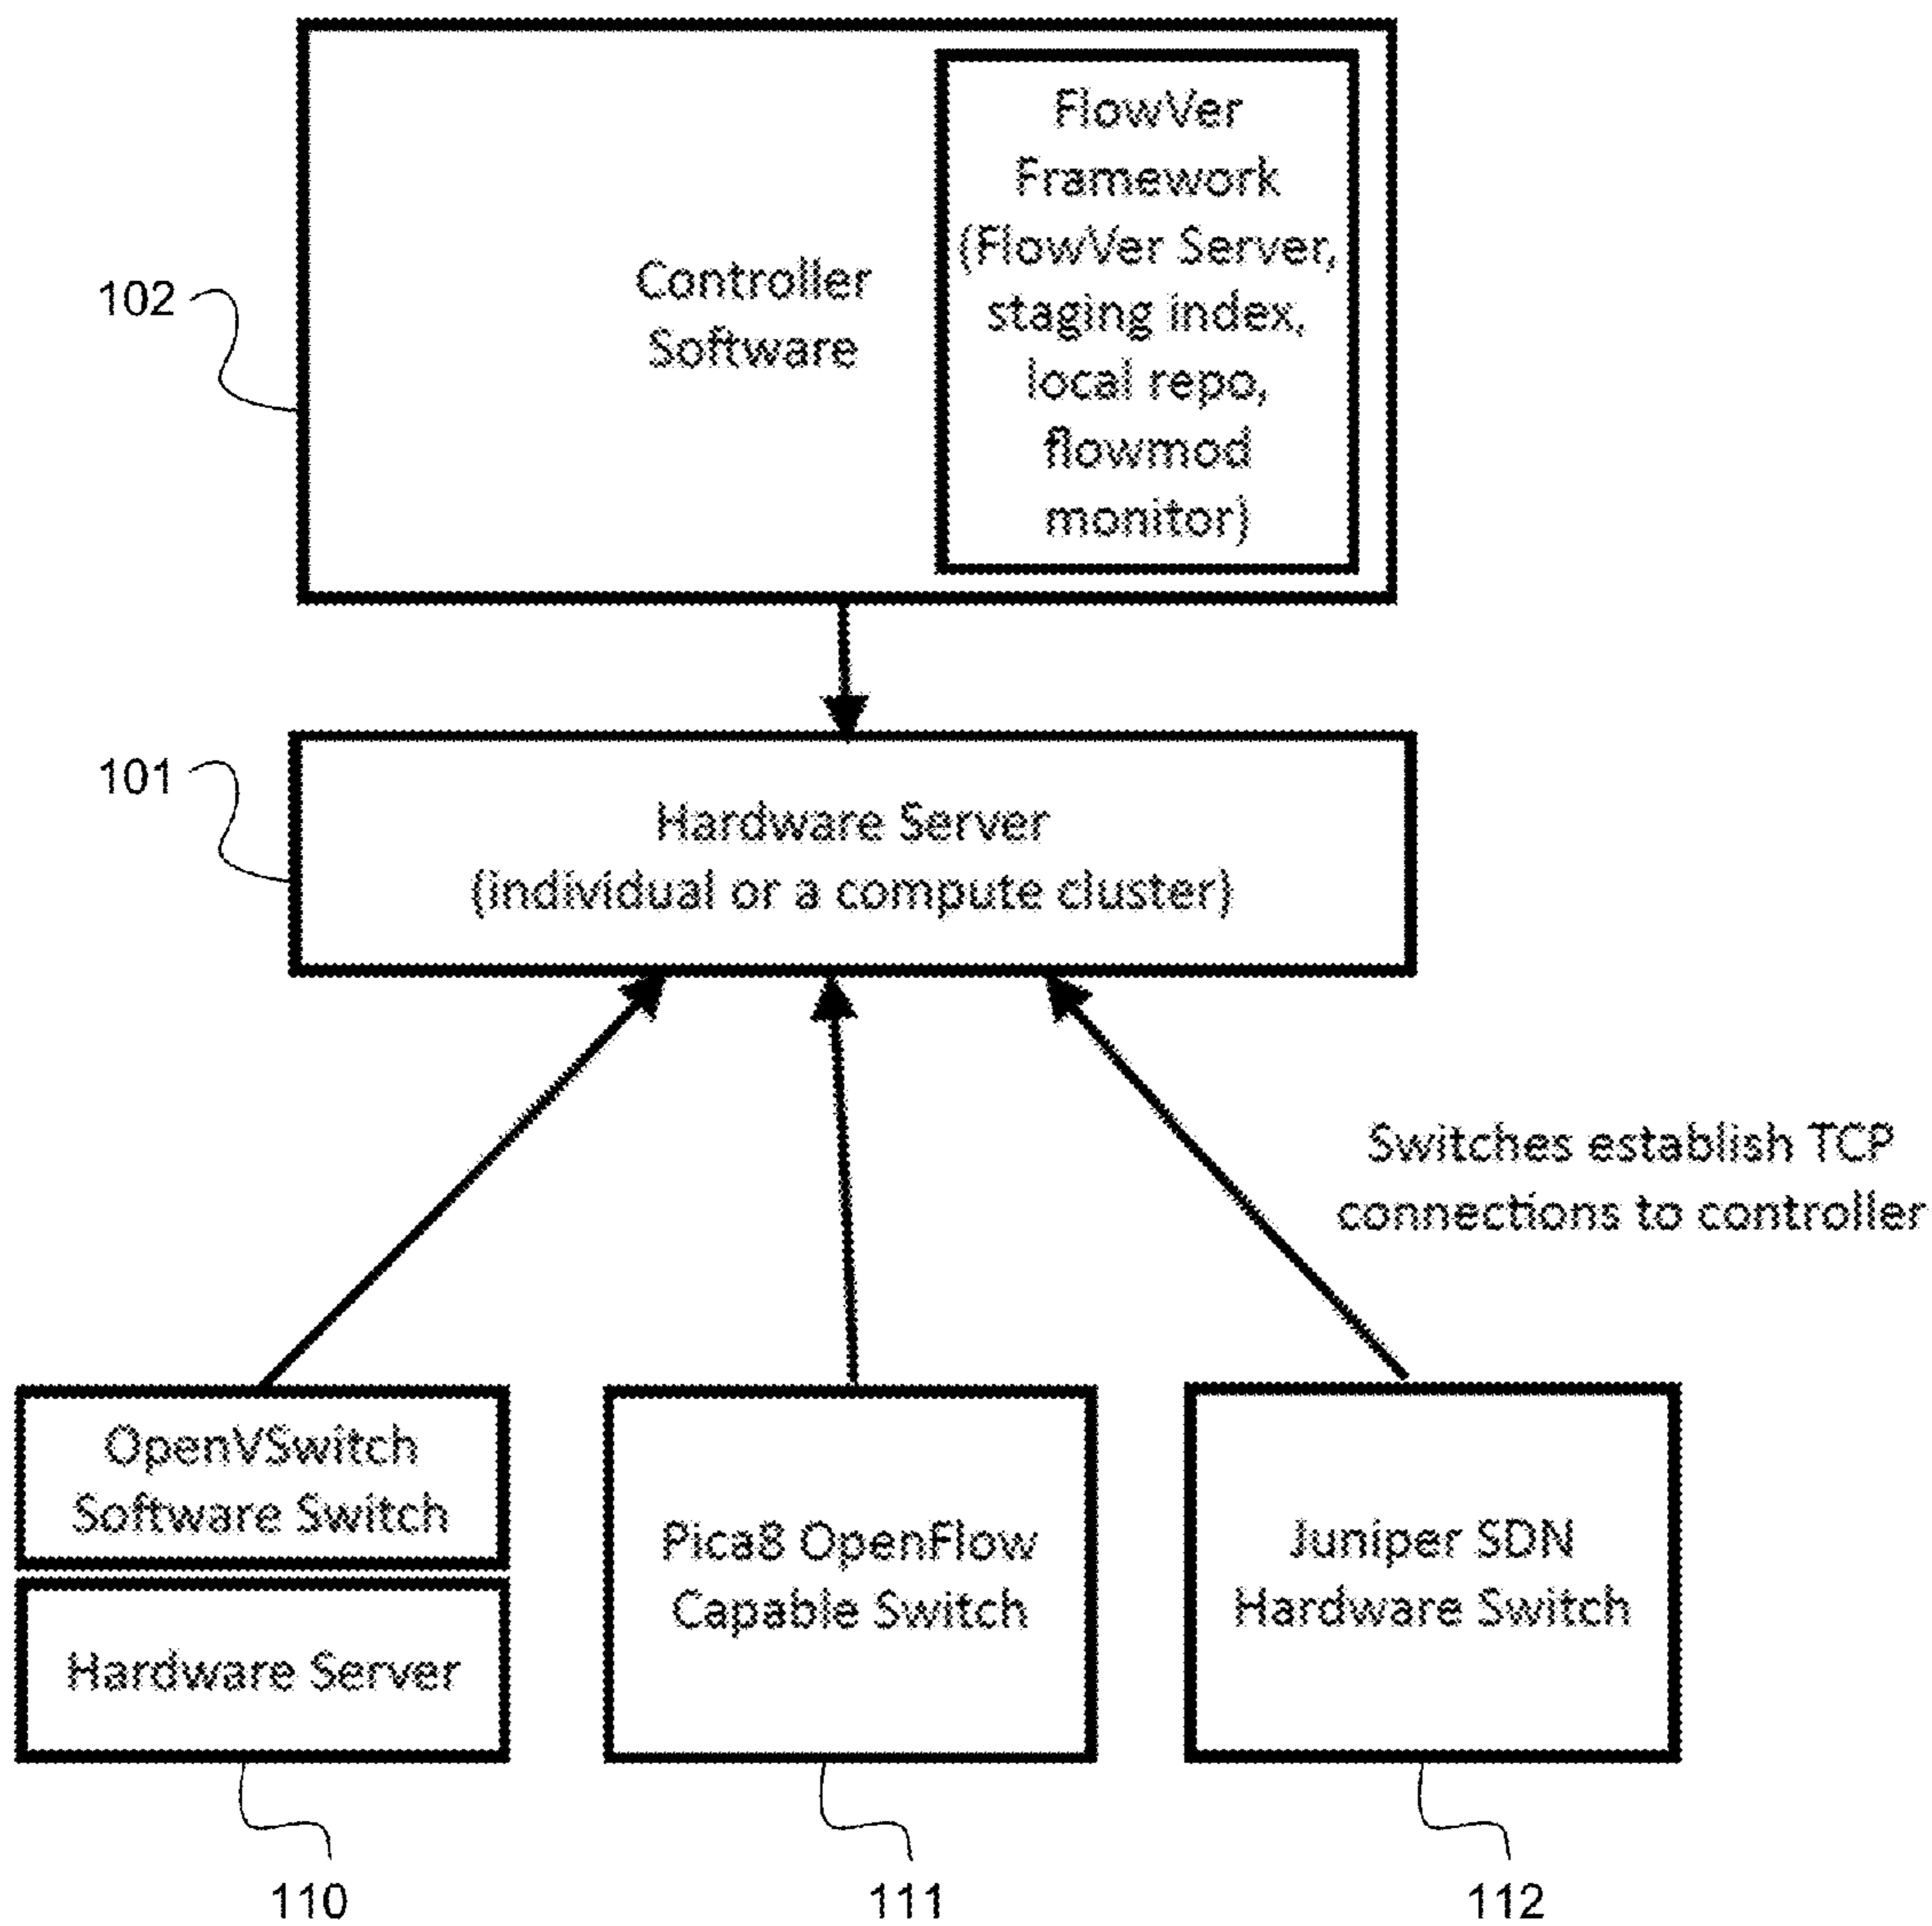 FlowVer
Framework
(FlowVer Server,
staging index,
local repo,
flowmod
monitor)
Controller
Software
102
101
Hardware Server
(individual or a compute cluster)
Switches establish TCP
connections to controller
OpenVSwitch
Software Switch
Hardware Server
Pica8 OpenFlow
Capable Switch
Juniper SDN
Hardware Switch
110
111
112